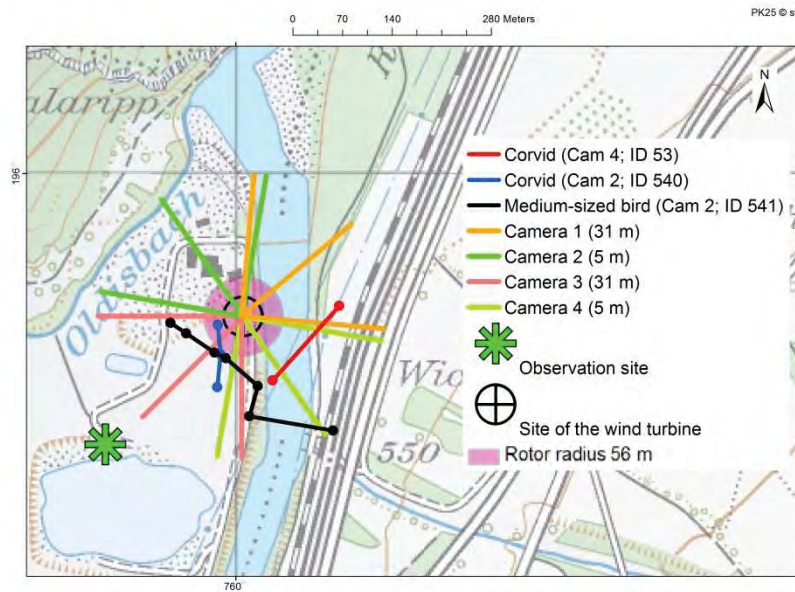 0 70 140 280 Meters
PK25 © s
N
alaripp
R
196
Corvid (Cam 4; ID 53)
Corvid (Cam 2; ID 540)
Medium-sized bird (Cam 2; ID 541)
Camera 1 (31 m)
Camera 2 (5 m)
Camera 3 (31 m)
Camera 4 (5 m)
Observation site
Site of the wind turbine
Rotor radius 56 m
Wic
550
760